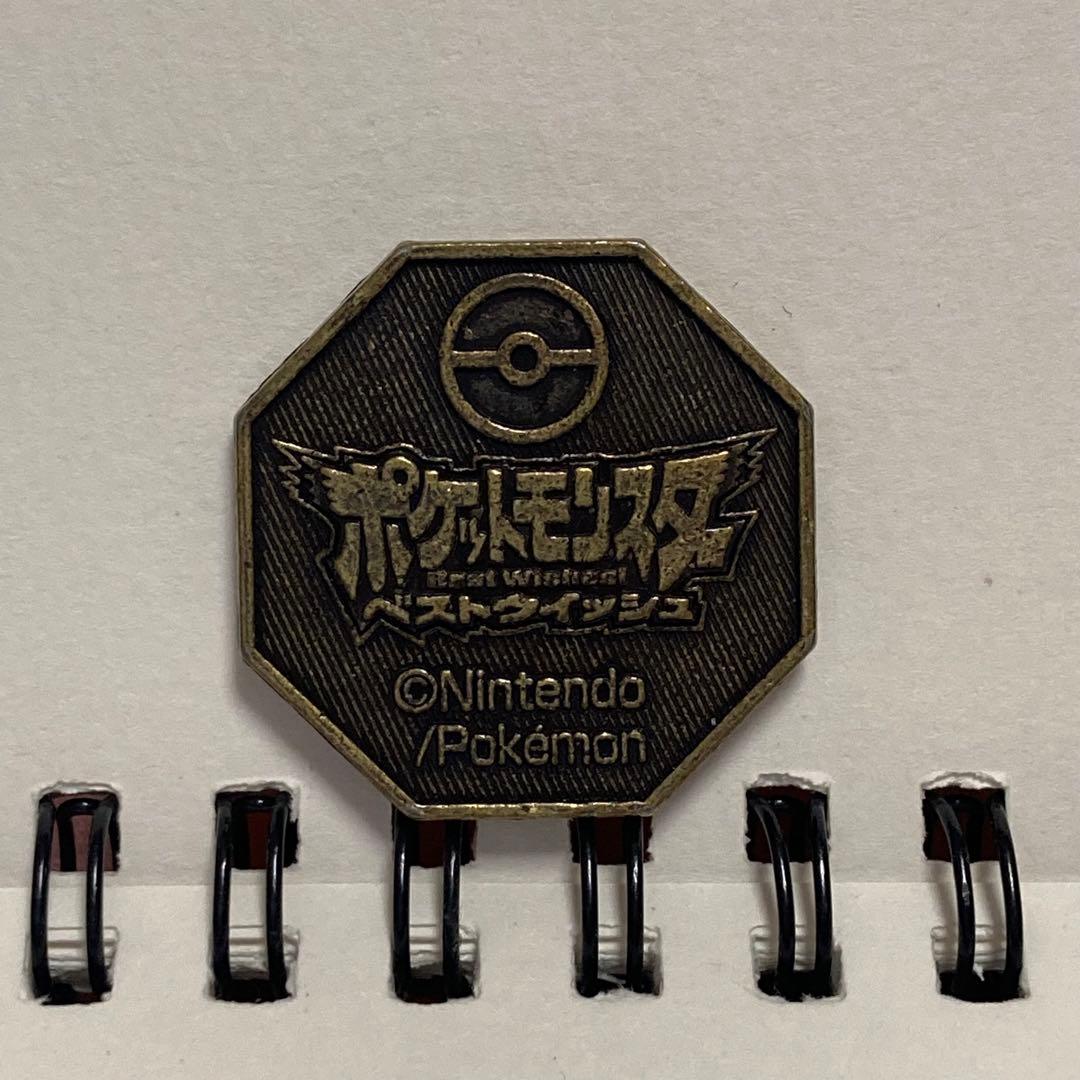 ポケットモンスター
Best Wishes!
ベストウイッシュ
©Nintendo
/Pokémon